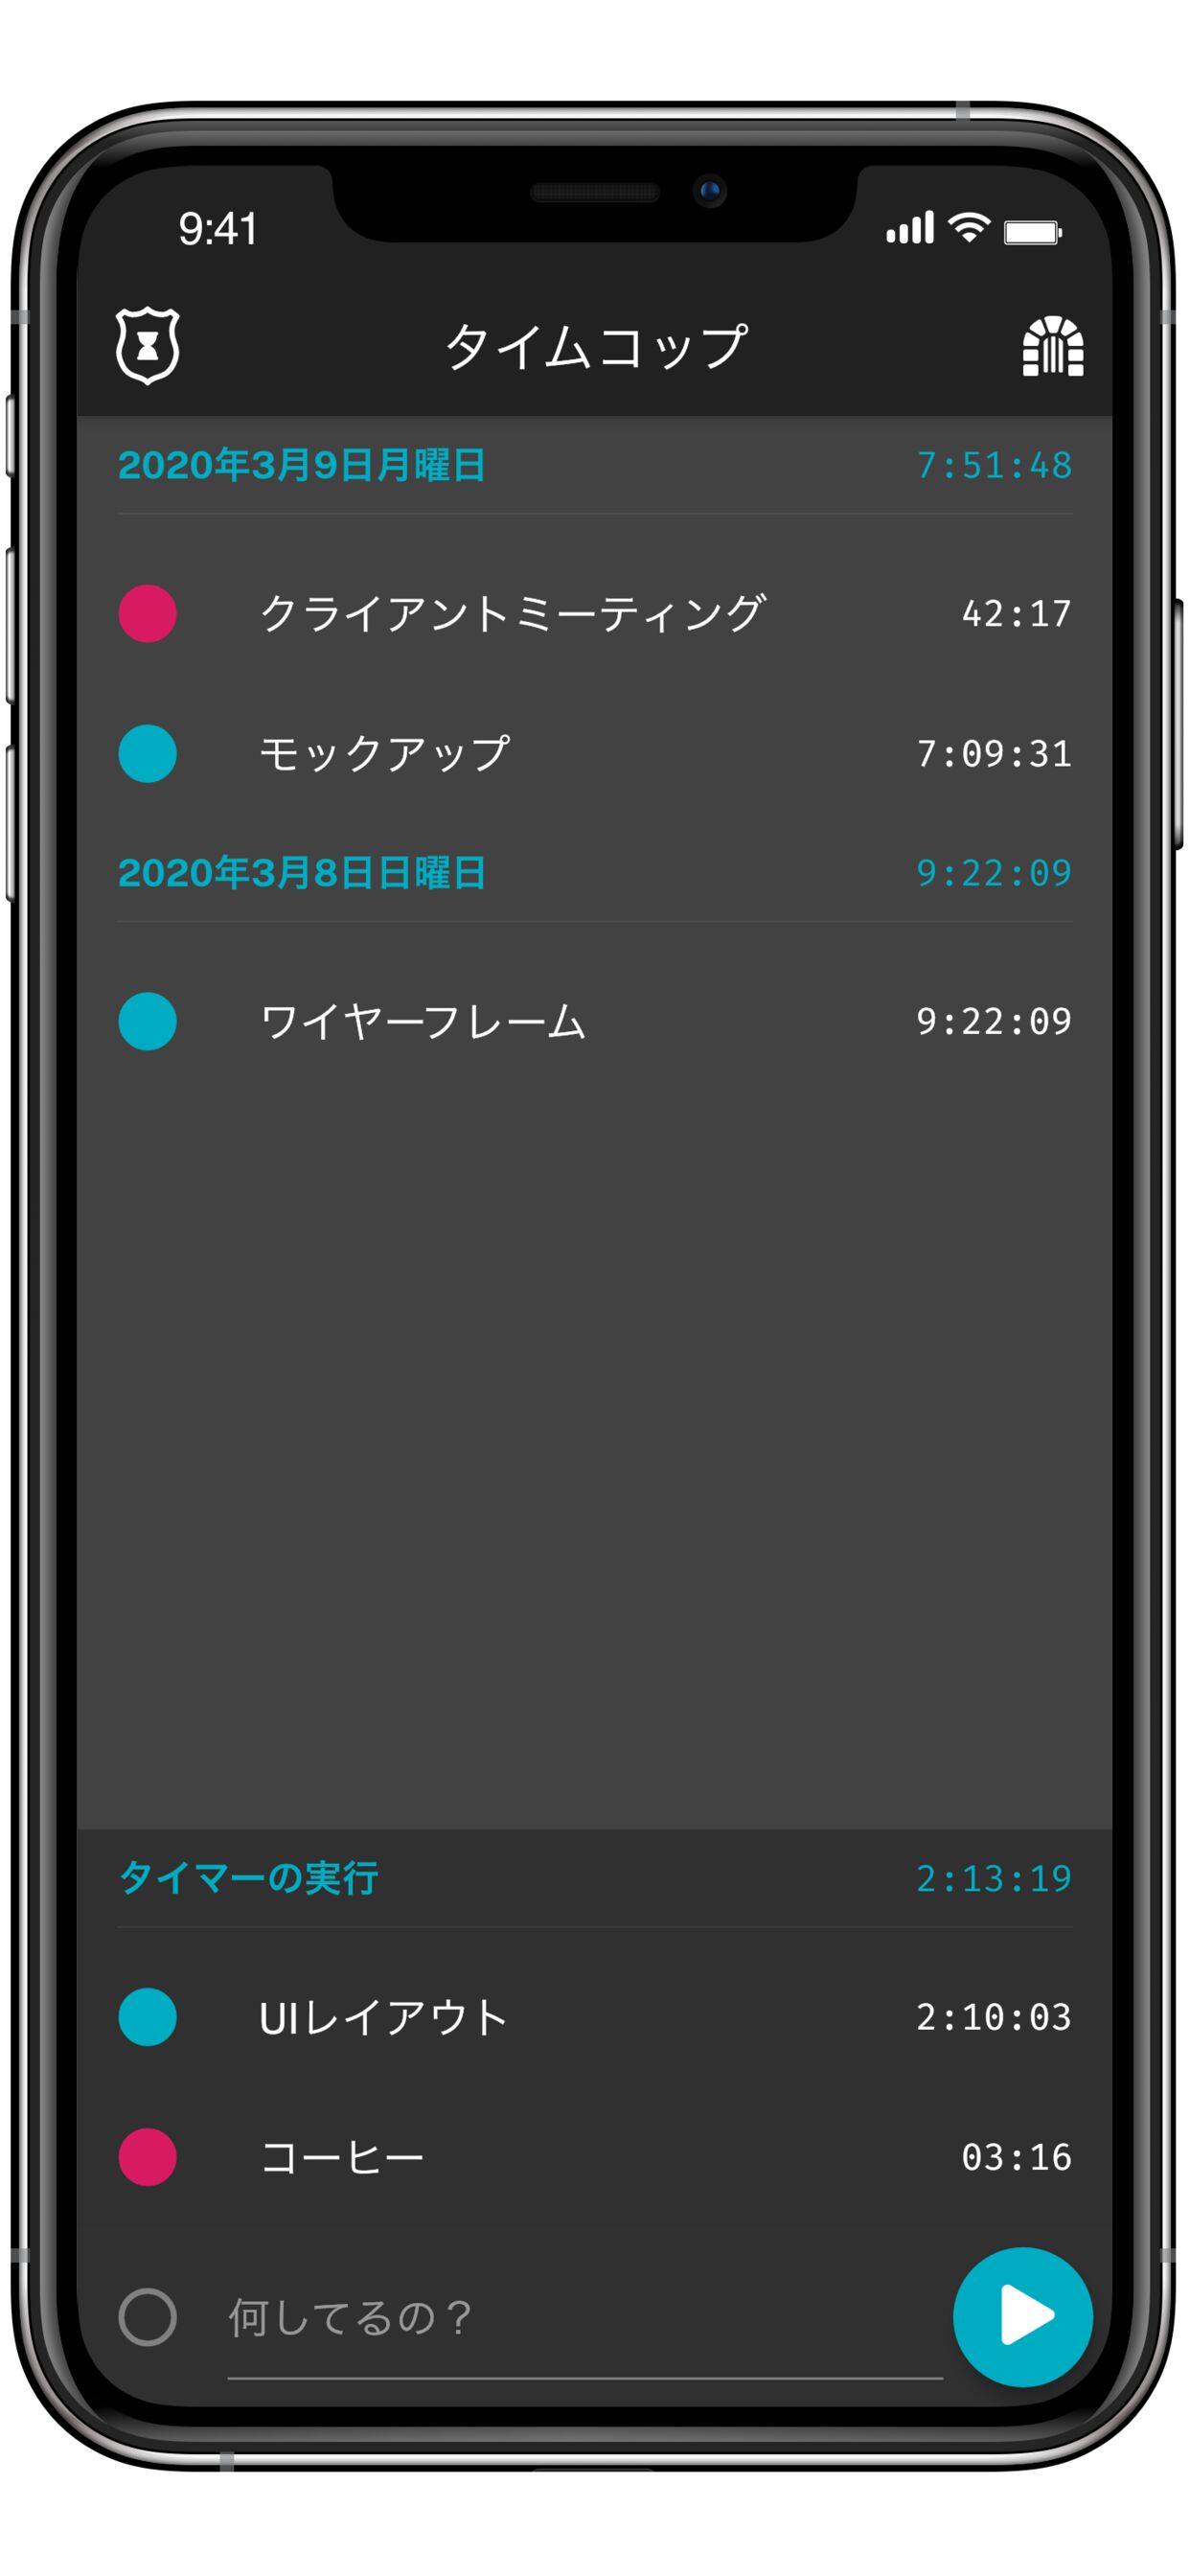 9:41
タイムコップ
2020年3月9日月曜日 7:51:48
クライアントミーティング 42:17
モックアップ 7:09:31
2020年3月8日日曜日 9:22:09
ワイヤーフレーム 9:22:09
タイマーの実行 2:13:19
UIレイアウト 2:10:03
コーヒー 03:16
何してるの？